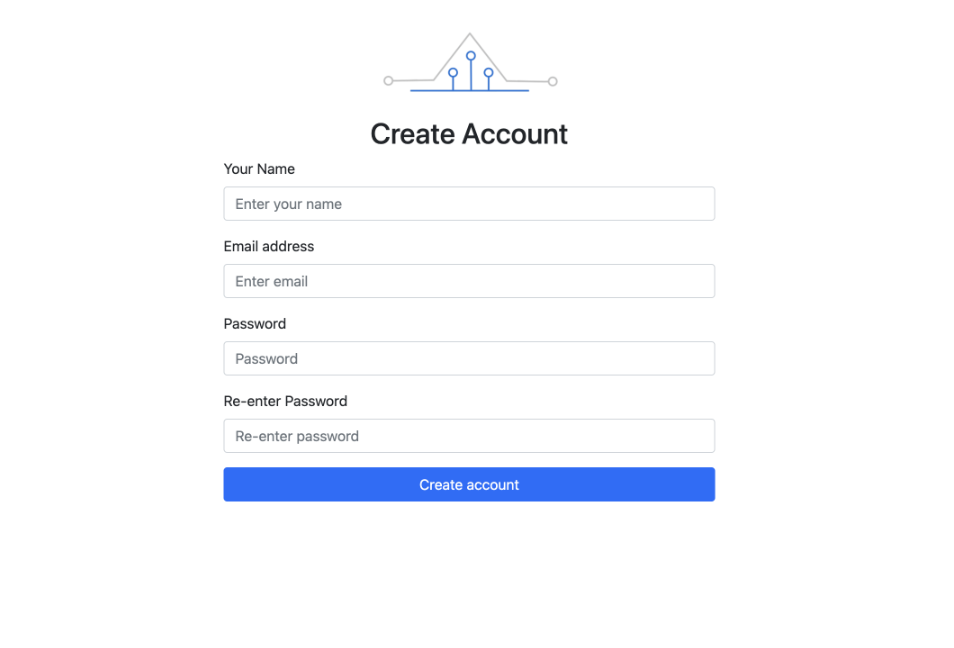 Create Account
Your Name
Enter your name
Email address
Enter email
Password
Password
Re-enter Password
Re-enter password
Create account